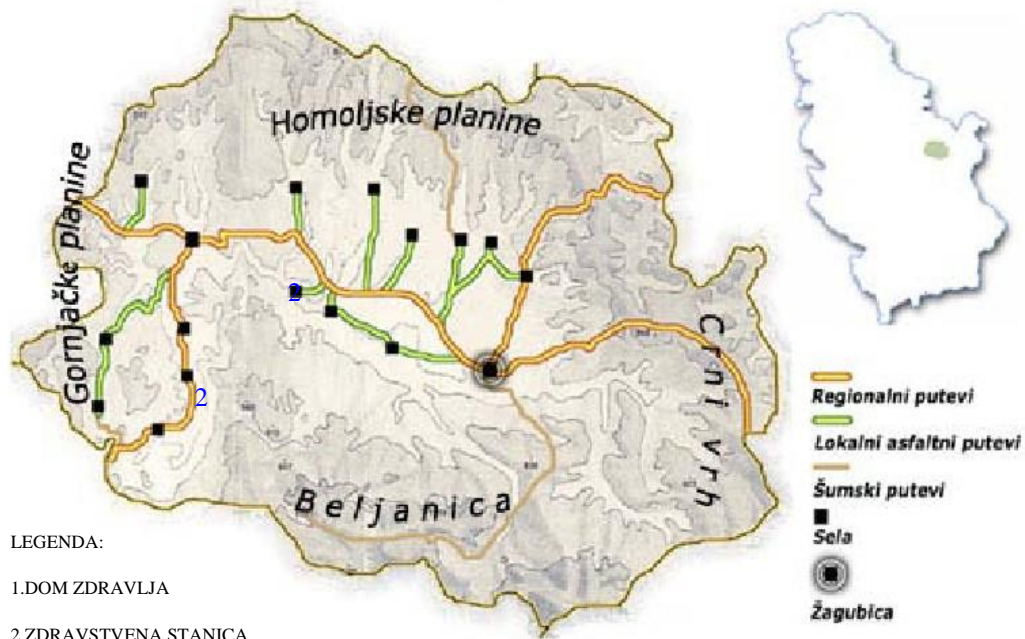 Homoljske planine
Gornjačke planine
2
2
Crni vrh
Beljanica
Regionalni putevi
Lokalni asfaltni putevi
Šumski putevi
Sela
Žagubica
LEGENDA:
1.DOM ZDRAVLJA
2.ZDRAVSTVENA STANICA